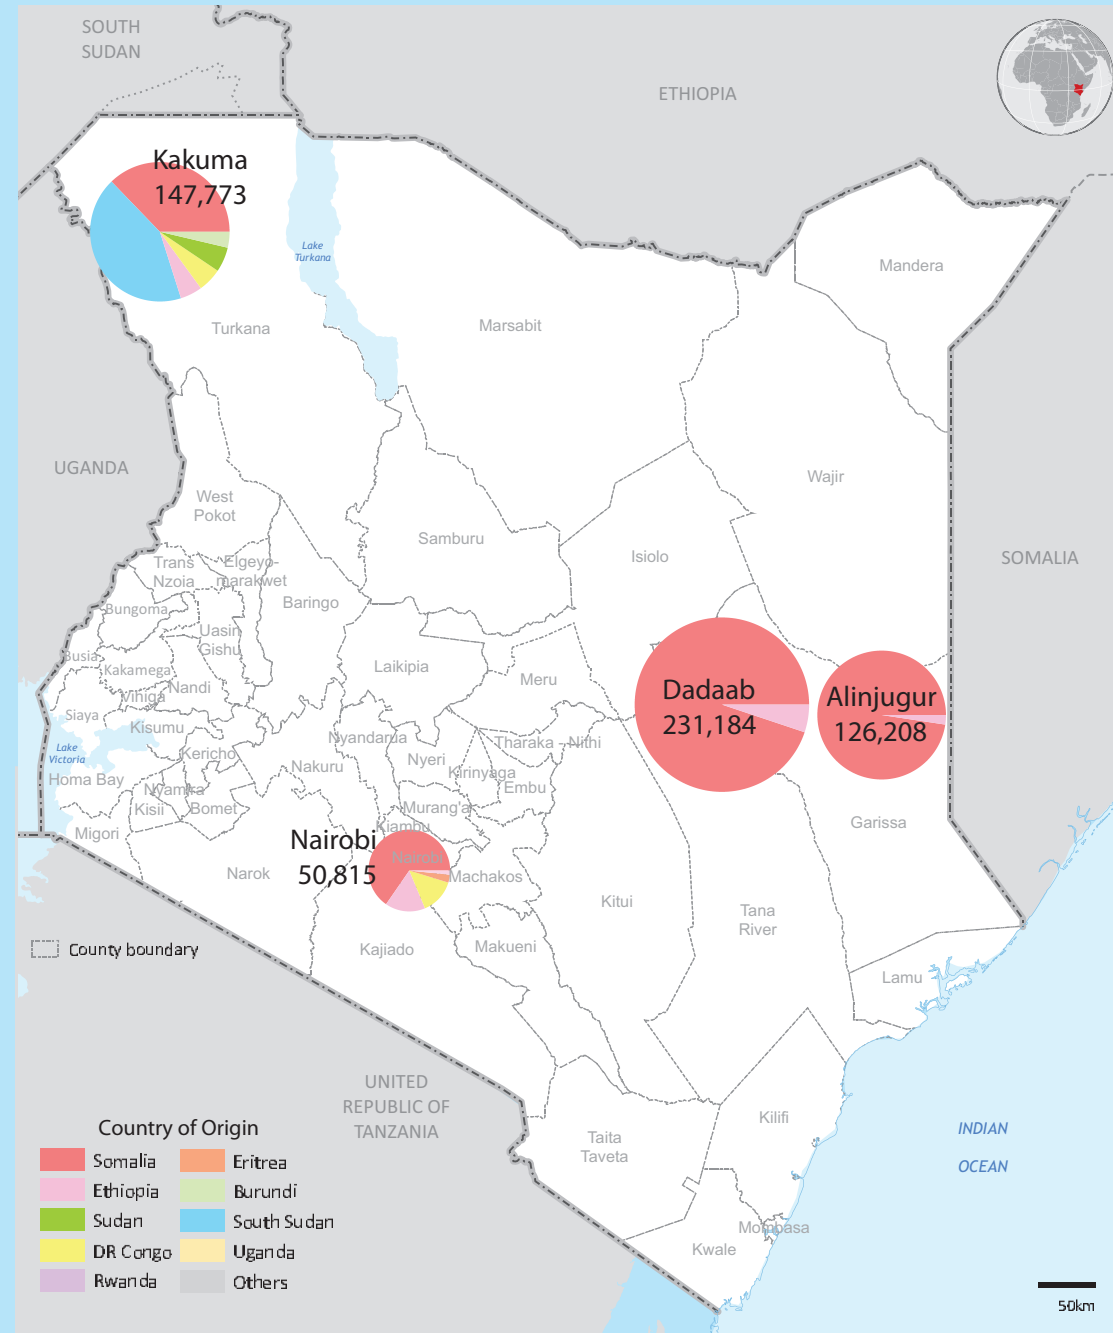 SOUTH
SUDAN
ETHIOPIA
Kakuma
147,773
Lake
Turkana
Mandera
Turkana
Marsabit
UGANDA
Wajir
West
Pokot
Samburu
Isiolo
SOMALIA
Trans
Nzoia
Elgeyo-
marakwet
Baringo
Bungoma
Uasin
Gishu
Busia
Kakamega
Laikipia
Meru
Nandi
Vihiga
Siaya
Kisumu
Dadaab
231,184
Alinjugur
126,208
Lake
Victoria
Kericho
Nyandarua
Tharaka - Nithi
Nyeri
Nakuru
Kirinyaga
Homa Bay
Nyamira
Embu
Kisii
Bomet
Murang'a
Garissa
Migori
Kiambu
Nairobi
50,815
Nairobi
Narok
Machakos
Kitui
Tana
River
County boundary
Kajiado
Makueni
Lamu
UNITED
REPUBLIC OF
TANZANIA
Kilifi
INDIAN
OCEAN
Taita
Taveta
Mombasa
Kwale
Country of Origin
Somalia
Eritrea
Ethiopia
Burundi
Sudan
South Sudan
DR Congo
Uganda
Rwanda
Others
50km